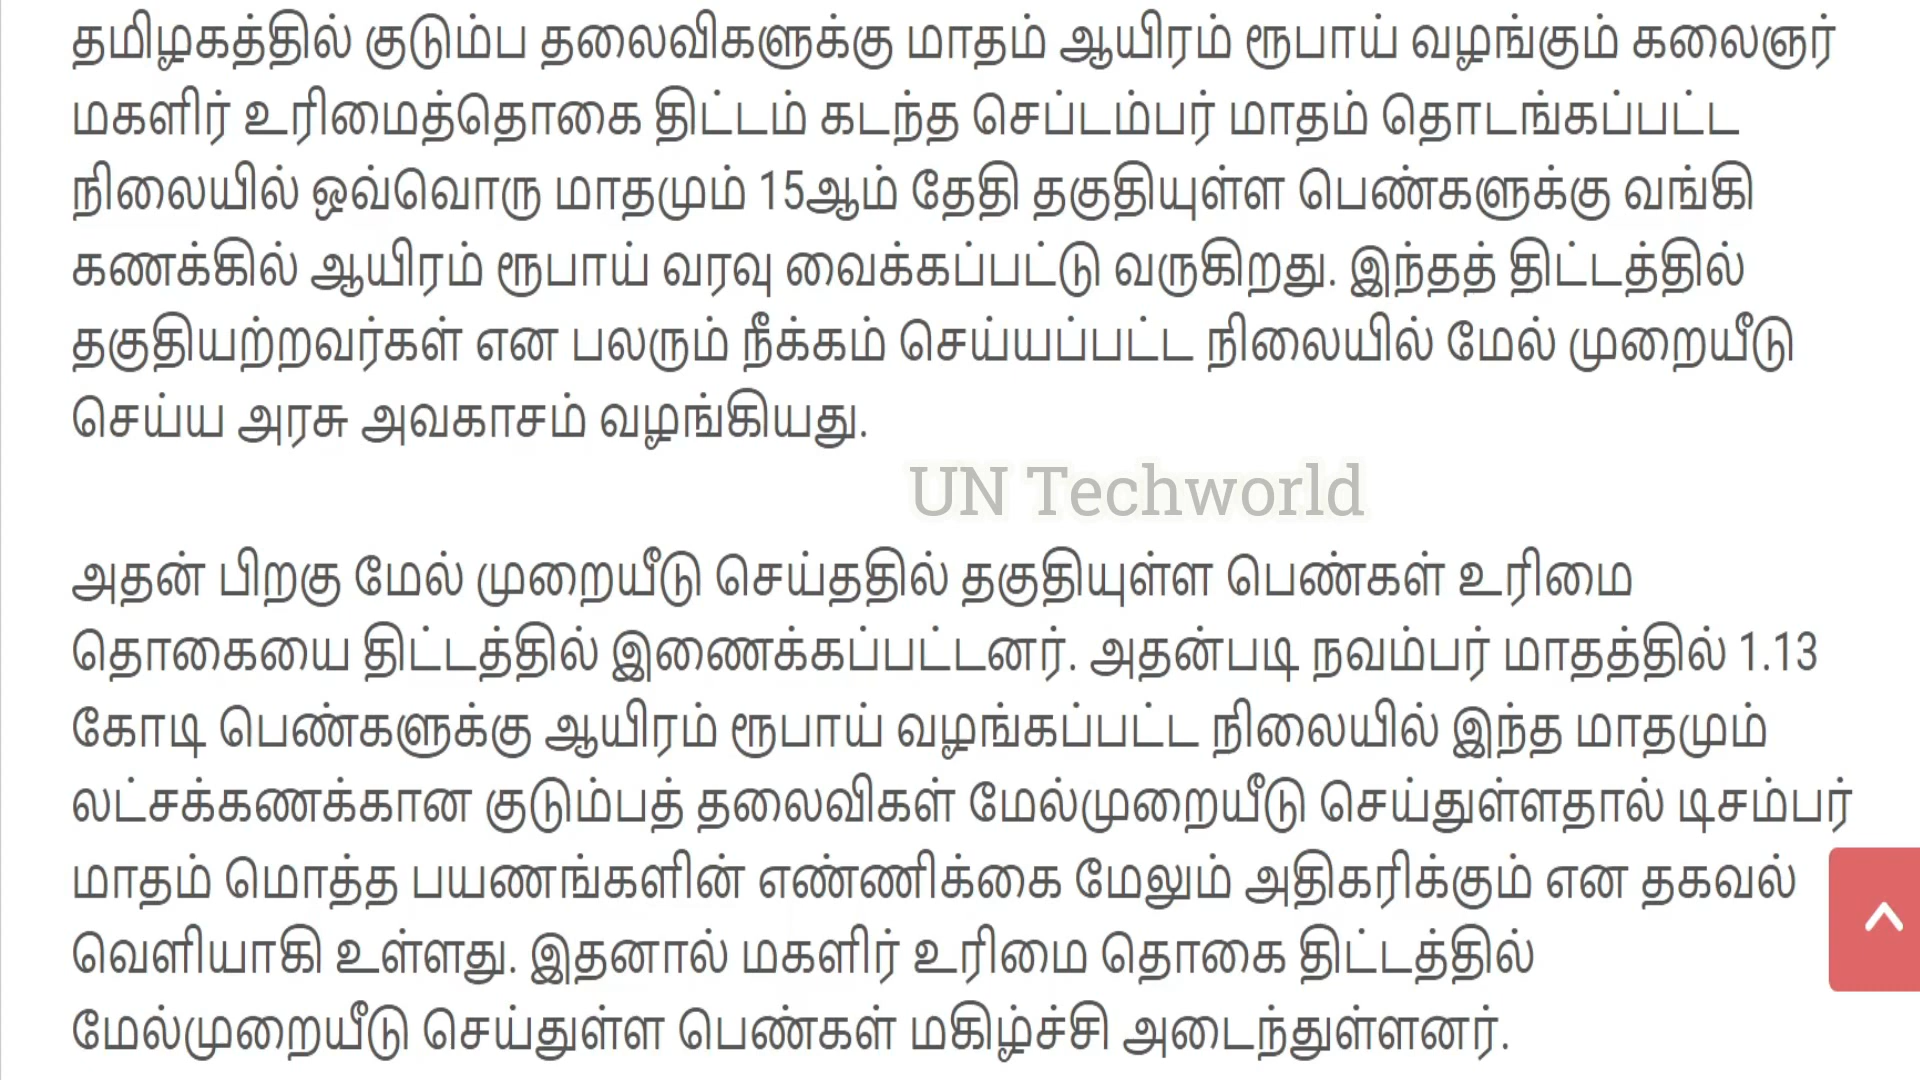 தமிழகத்தில் குடும்ப தலைவிகளுக்கு மாதம் ஆயிரம் ரூபாய் வழங்கும் கலைஞர்
மகளிர் உரிமைத்தொகை திட்டம் கடந்த செப்டம்பர் மாதம் தொடங்கப்பட்ட
நிலையில் ஒவ்வொரு மாதமும் 15ஆம் தேதி தகுதியுள்ள பெண்களுக்கு வங்கி
கணக்கில் ஆயிரம் ரூபாய் வரவு வைக்கப்பட்டு வருகிறது. இந்தத் திட்டத்தில்
தகுதியற்றவர்கள் என பலரும் நீக்கம் செய்யப்பட்ட நிலையில் மேல் முறையீடு
செய்ய அரசு அவகாசம் வழங்கியது.
UN Techworld
அதன் பிறகு மேல் முறையீடு செய்ததில் தகுதியுள்ள பெண்கள் உரிமை
தொகையை திட்டத்தில் இணைக்கப்பட்டனர். அதன்படி நவம்பர் மாதத்தில் 1.13
கோடி பெண்களுக்கு ஆயிரம் ரூபாய் வழங்கப்பட்ட நிலையில் இந்த மாதமும்
லட்சக்கணக்கான குடும்பத் தலைவிகள் மேல்முறையீடு செய்துள்ளதால் டிசம்பர்
மாதம் மொத்த பயணங்களின் எண்ணிக்கை மேலும் அதிகரிக்கும் என தகவல்
வெளியாகி உள்ளது. இதனால் மகளிர் உரிமை தொகை திட்டத்தில்
மேல்முறையீடு செய்துள்ள பெண்கள் மகிழ்ச்சி அடைந்துள்ளனர்.